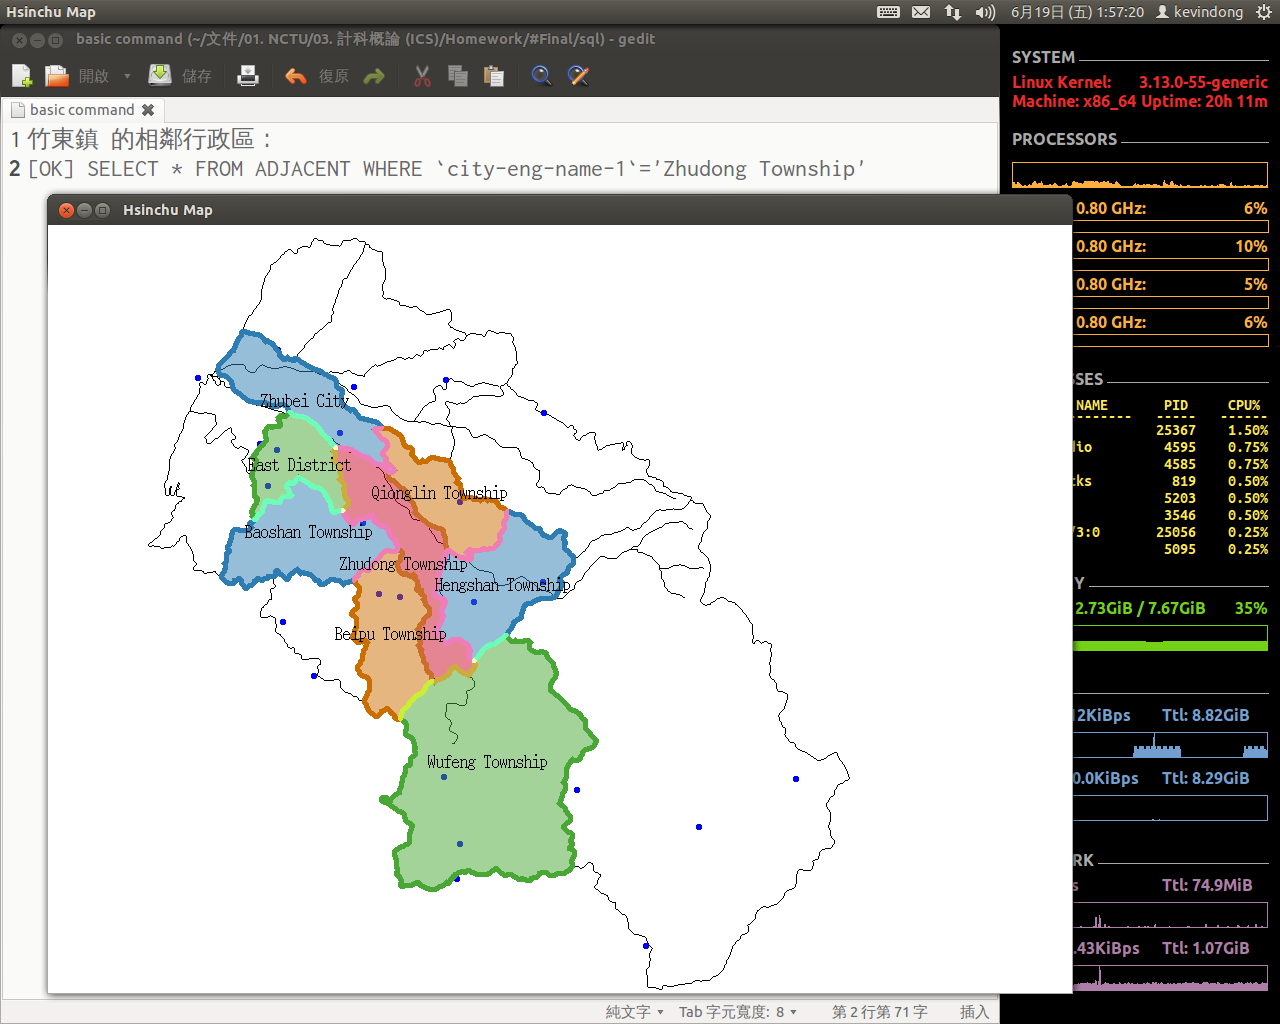 Hsinchu Map
6月19日 (五) 1:57:20
kevindong
basic command (~/文件/01. NCTU/03. 計科概論 (ICS)/Homework/#Final/sql) - gedit
開啟
儲存
復原
basic command
1 竹東鎮 的相鄰行政區：
2 [OK] SELECT * FROM ADJACENT WHERE `city-eng-name-1`='Zhudong Township'
Hsinchu Map
Zhubei City
East District
Qionglin Township
Baoshan Township
Zhudong Township
Hengshan Township
Beipu Township
Wufeng Township
純文字
Tab 字元寬度: 8
第 2 行第 71 字
插入
SYSTEM
Linux Kernel: 3.13.0-55-generic
Machine: x86_64 Uptime: 20h 11m
PROCESSORS
0.80 GHz: 6%
0.80 GHz: 10%
0.80 GHz: 5%
0.80 GHz: 6%
SSES
NAME PID CPU%
-------- ----- ------
25367 1.50%
dio 4595 0.75%
4585 0.75%
cks 819 0.50%
5203 0.50%
3546 0.50%
/3:0 25056 0.25%
5095 0.25%
Y
2.73GiB / 7.67GiB 35%
2KiBps Ttl: 8.82GiB
0.0KiBps Ttl: 8.29GiB
RK
s Ttl: 74.9MiB
.43KiBps Ttl: 1.07GiB